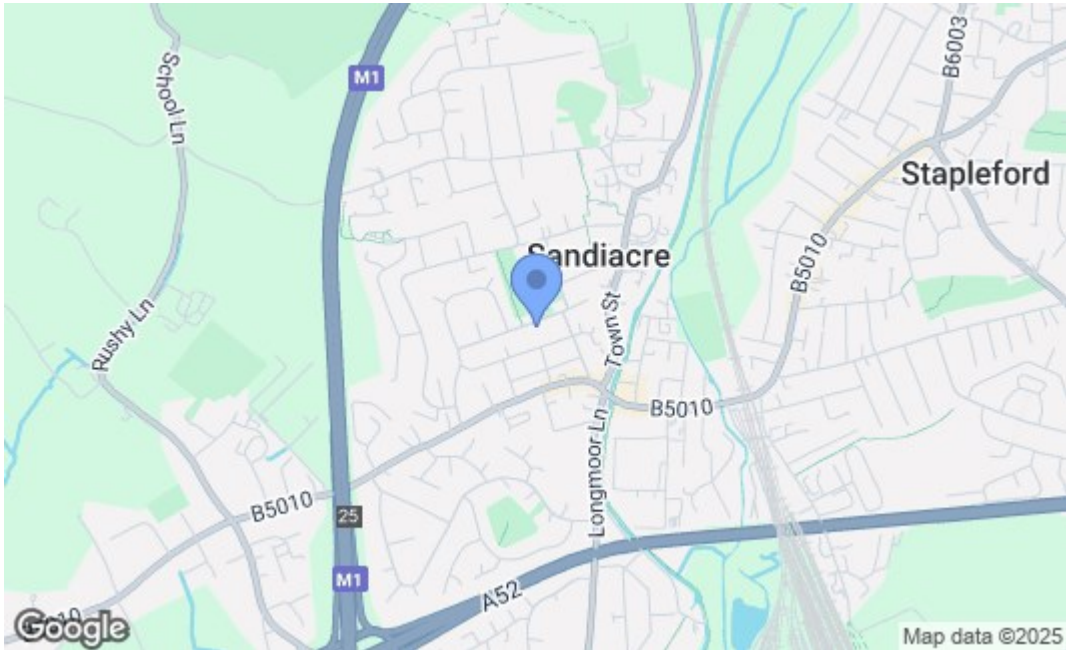 M1
School Ln
B6003
Stapleford
Sandiacre
B5010
Rushy Ln
Town St
B5010
Longmoor Ln
B5010
25
M1
A52
Google
Map data ©2025